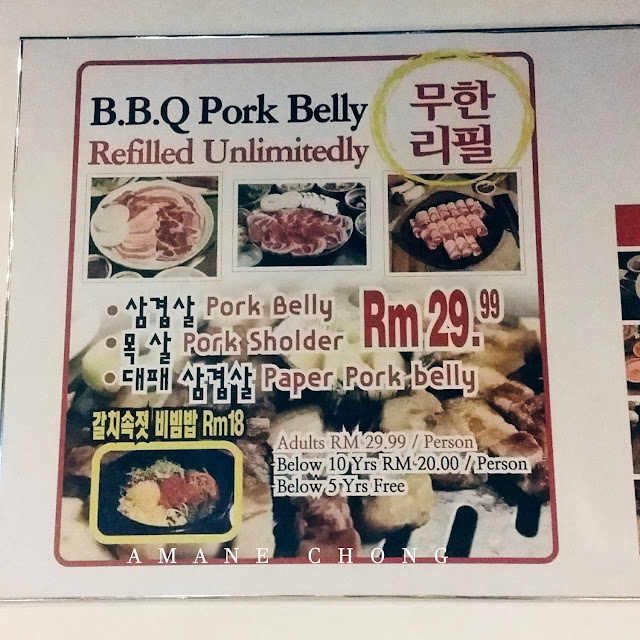 B.B.Q Pork Belly
Refilled Unlimitedly
무한
리필
• 삼겹살 Pork Belly
• 목살 Pork Sholder
• 대패 삼겹살 Paper Pork belly
Rm 29.99
갈치속젓 비빔밥 Rm18
Adults RM 29.99 / Person
Below 10 Yrs RM 20.00 / Person
Below 5 Yrs Free
AMANE CHONG